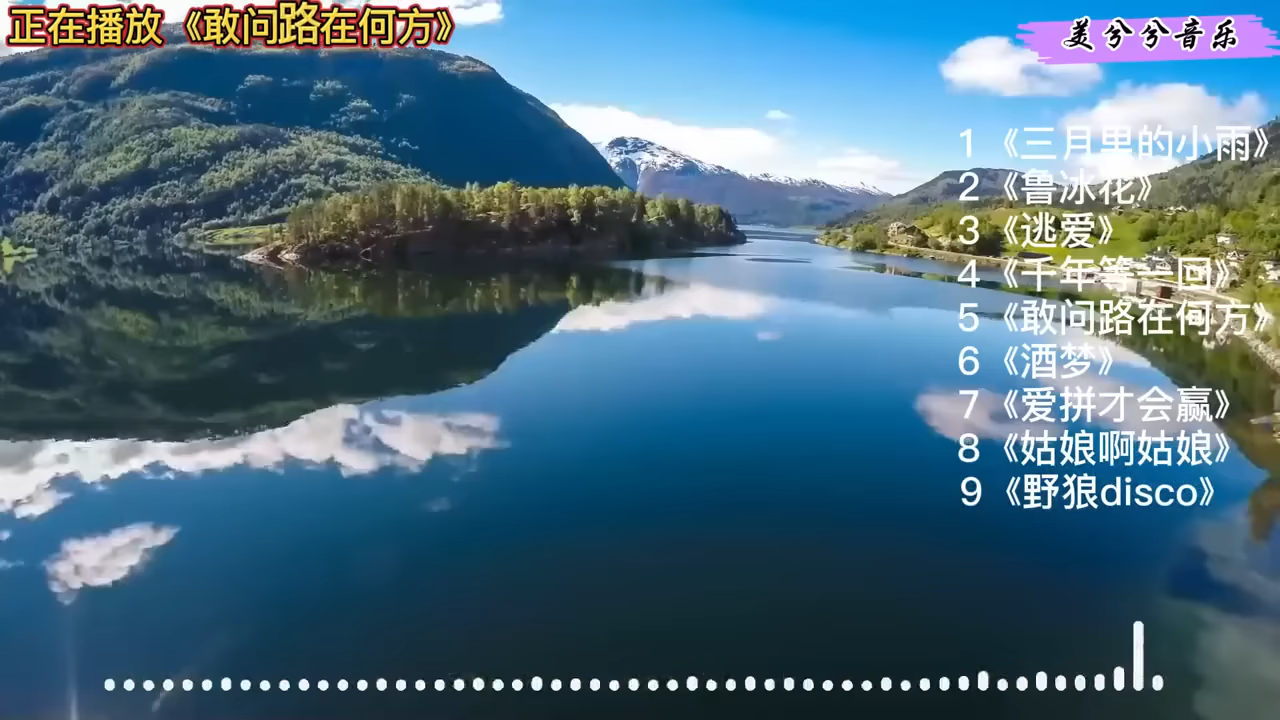 正在播放《敢问路在何方》
美兮兮音乐
1《三月里的小雨》
2《鲁冰花》
3《逃爱》
4《千年等一回》
5《敢问路在何方》
6《酒梦》
7《爱拼才会赢》
8《姑娘啊姑娘》
9《野狼disco》